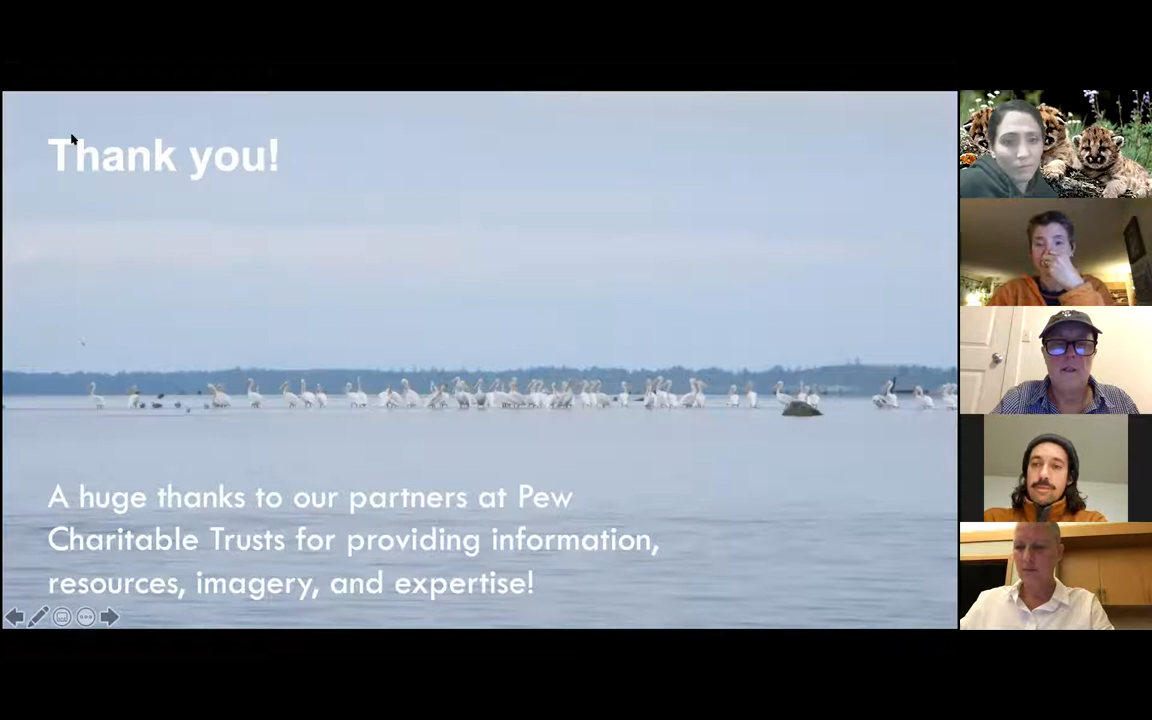 Thank you!
A huge thanks to our partners at Pew
Charitable Trusts for providing information,
resources, imagery, and expertise!